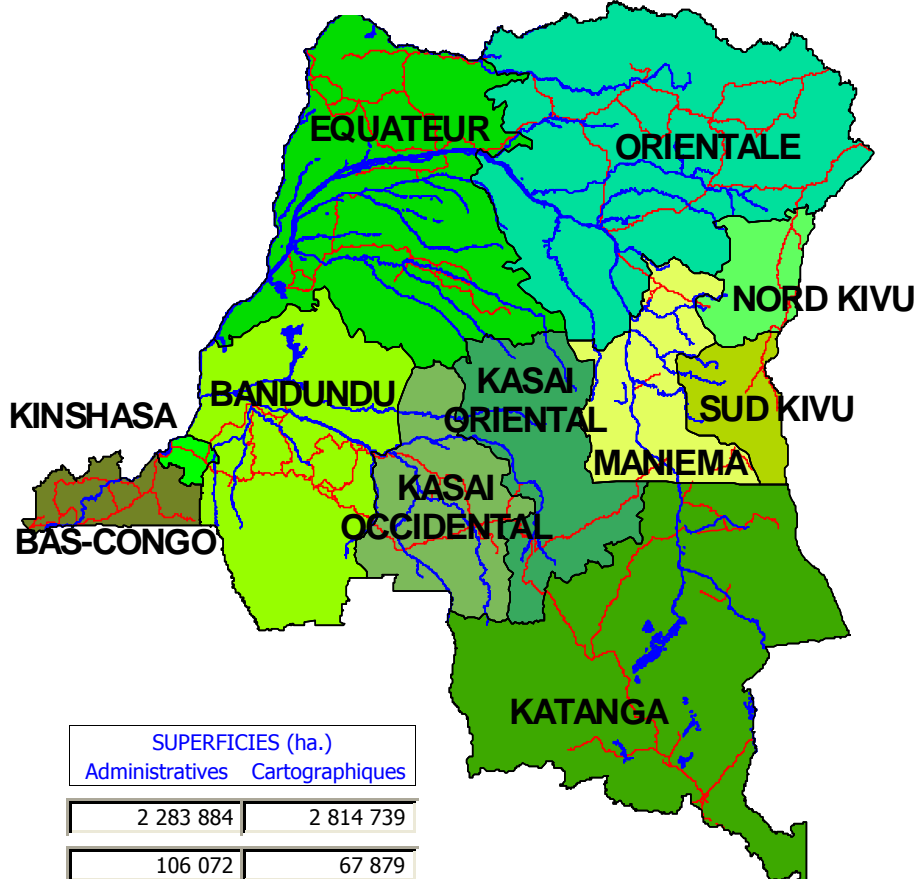 EQUATEUR
ORIENTALE
NORD KIVU
BANDUNDU
KASAI
ORIENTAL
KINSHASA
SUD KIVU
MANIEMA
KASAI
OCCIDENTAL
BAS-CONGO
KATANGA
SUPERFICIES (ha.)
Administratives Cartographiques
2 283 884 2 814 739
106 072 67 879